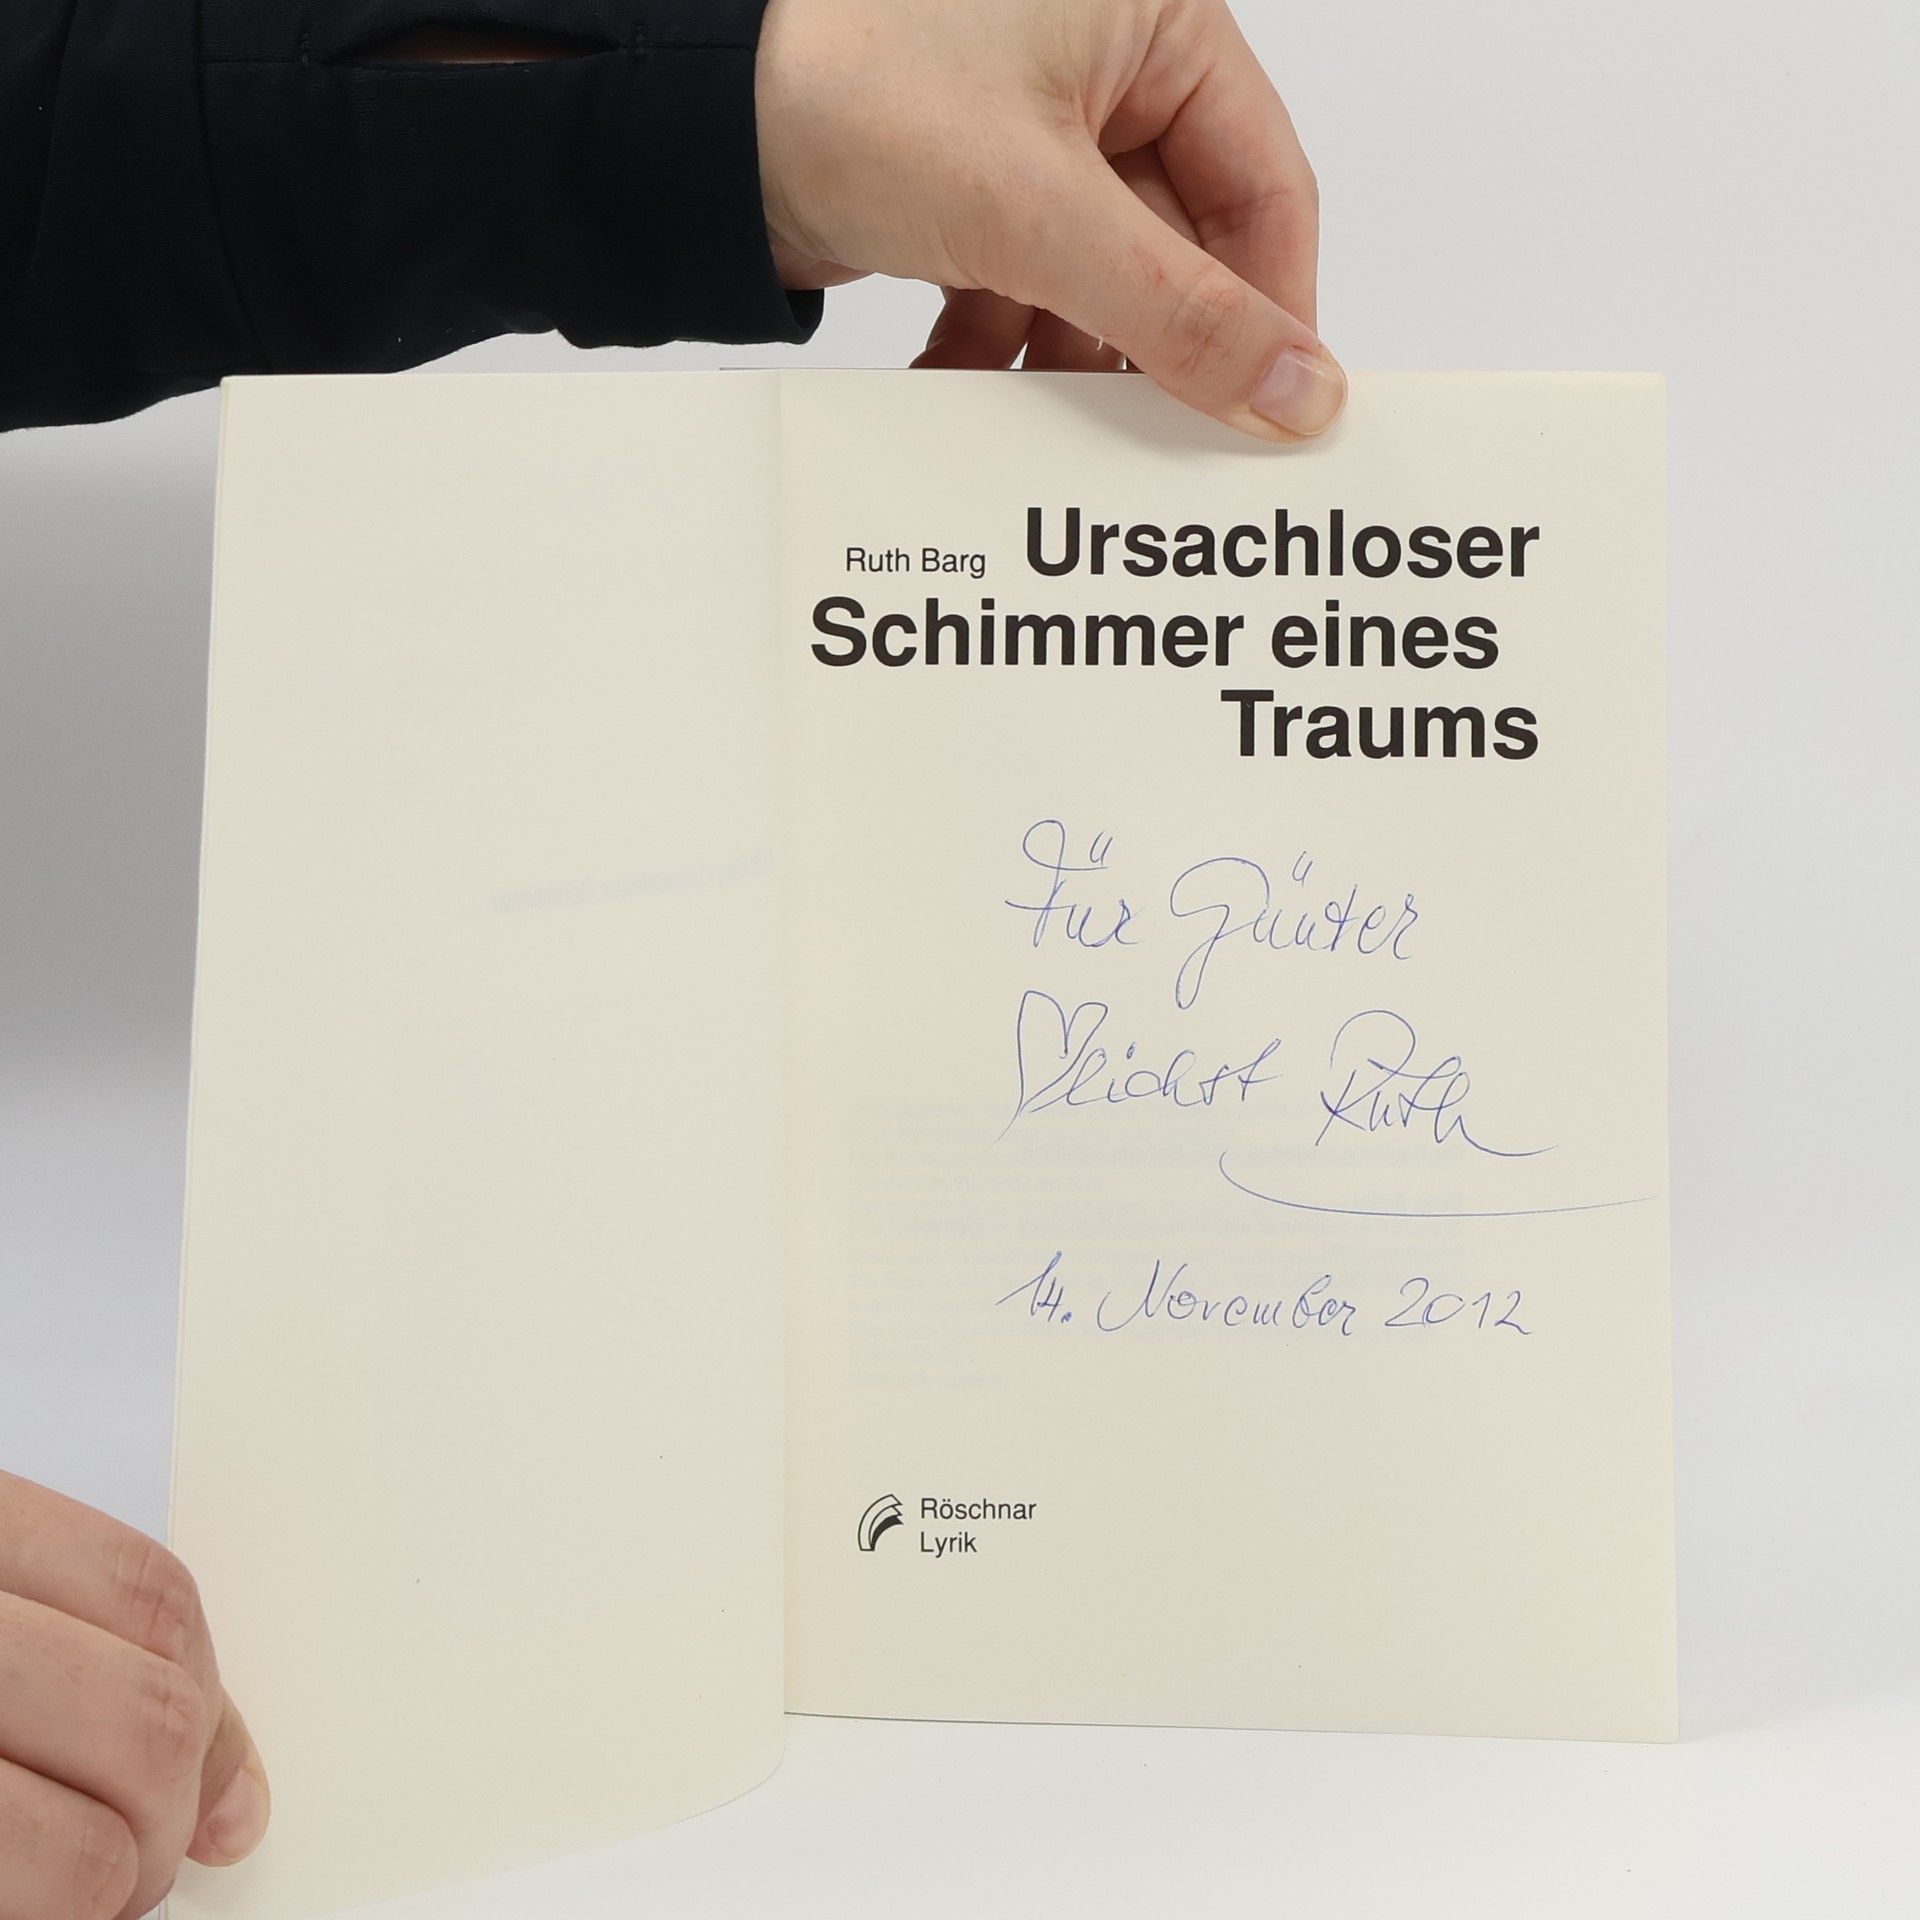 Ruth Barg Ursachloser
Schimmer eines
Traums
Für Günter
♡lichst Ruth
14. November 2012
Röschnar
Lyrik